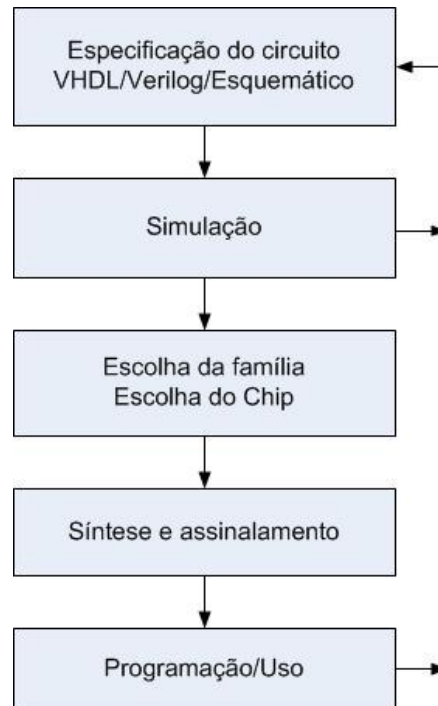 Especificação do circuito
VHDL/Verilog/Esquemático
Simulação
Escolha da família
Escolha do Chip
Síntese e assinalamento
Programação/Uso